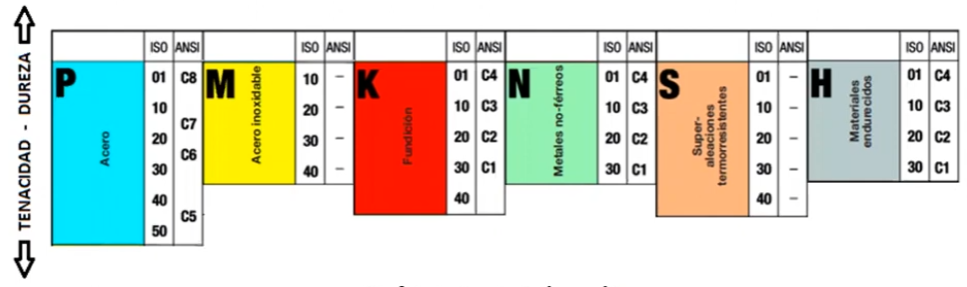 TENACIDAD - DUREZA
ISO ANSI ISO ANSI ISO ANSI ISO ANSI ISO ANSI ISO ANSI
P
Acero
01 C8
10
C7
20
C6
30
40
C5
50
M
Acero inoxidable
10 –
20 –
30 –
40 –
K
Fundición
01 C4
10 C3
20 C2
30 C1
40
N
Metales no-férreos
01 C4
10 C3
20 C2
30 C1
S
Super-
aleaciones
termorresistentes
01 –
10 –
20 –
30 –
40 –
H
Materiales
endurecidos
01 C4
10 C3
20 C2
30 C1